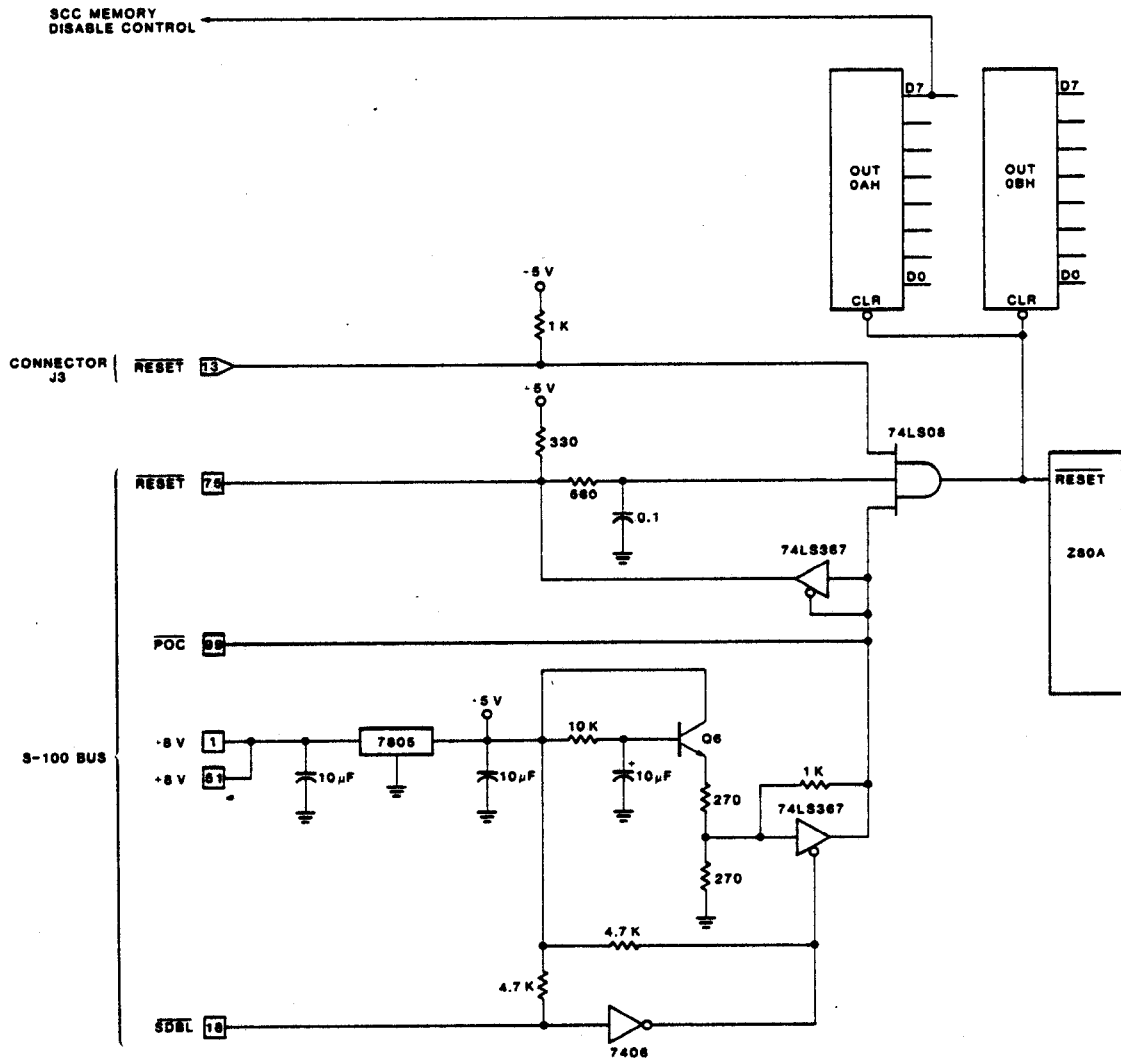 SCC MEMORY
DISABLE CONTROL
D7
D7
OUT
0AH
OUT
0BH
D0
D0
CLR
CLR
-5 V
1 K
CONNECTOR
J3
RESET
13
+5 V
74LS08
330
RESET
75
RESET
660
0.1
74LS367
Z80A
POC
99
-5 V
10K
Q6
+8 V
1
7805
S-100 BUS
+8 V
51
10µF
10µF
+
10µF
1 K
270
74LS367
270
4.7 K
4.7 K
SDBL
18
7406